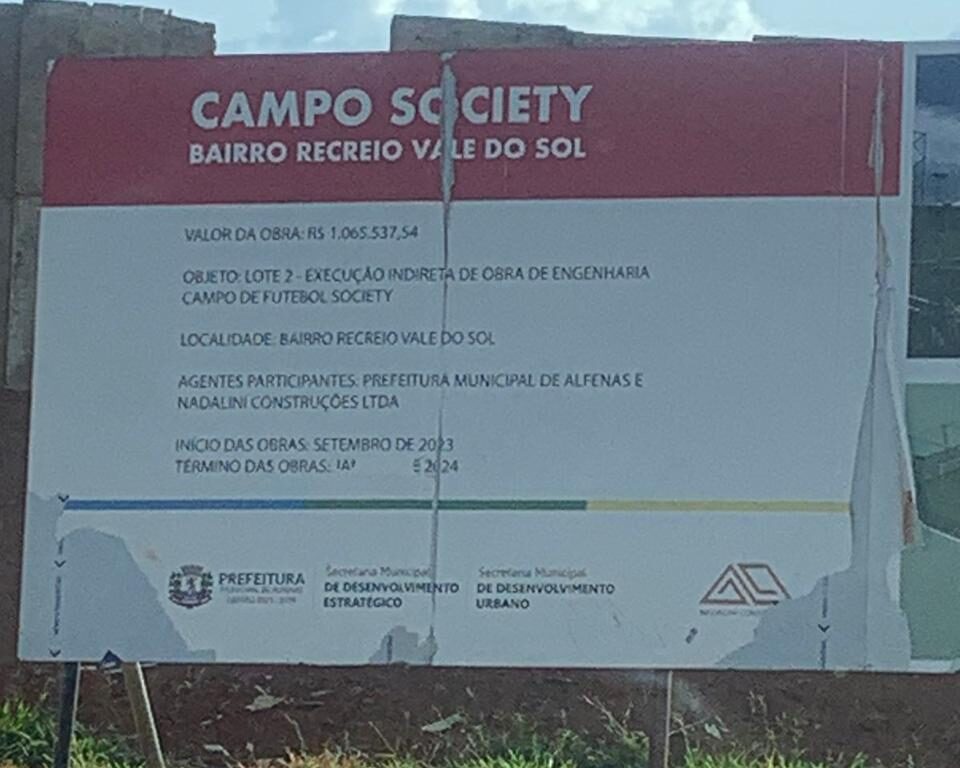 CAMPO SOCIETY
BAIRRO RECREIO VALE DO SOL
VALOR DA OBRA: R$ 1.065.537,54
OBJETO: LOTE 2 - EXECUÇÃO INDIRETA DE OBRA DE ENGENHARIA
CAMPO DE FUTEBOL SOCIETY
LOCALIDADE: BAIRRO RECREIO VALE DO SOL
AGENTES PARTICIPANTES: PREFEITURA MUNICIPAL DE ALFENAS E
NADALINI CONSTRUÇÕES LTDA
INÍCIO DAS OBRAS: SETEMBRO DE 2023
TÉRMINO DAS OBRAS: 2024
PREFEITURA
Secretaria Municipal
DE DESENVOLVIMENTO
ESTRATÉGICO
Secretaria Municipal
DE DESENVOLVIMENTO
URBANO